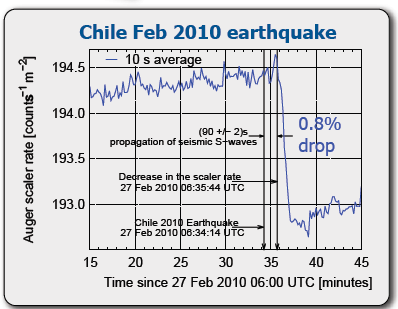 Chile Feb 2010 earthquake
Auger scaler rate [counts⁻¹ m⁻²]
194.5
194.0
193.5
193.0
10 s average
(90 +/− 2)s
propagation of seismic S−waves
0.8%
drop
Decrease in the scaler rate
27 Feb 2010 06:35:44 UTC
Chile 2010 Earthquake
27 Feb 2010 06:34:14 UTC
15 20 25 30 35 40 45
Time since 27 Feb 2010 06:00 UTC [minutes]